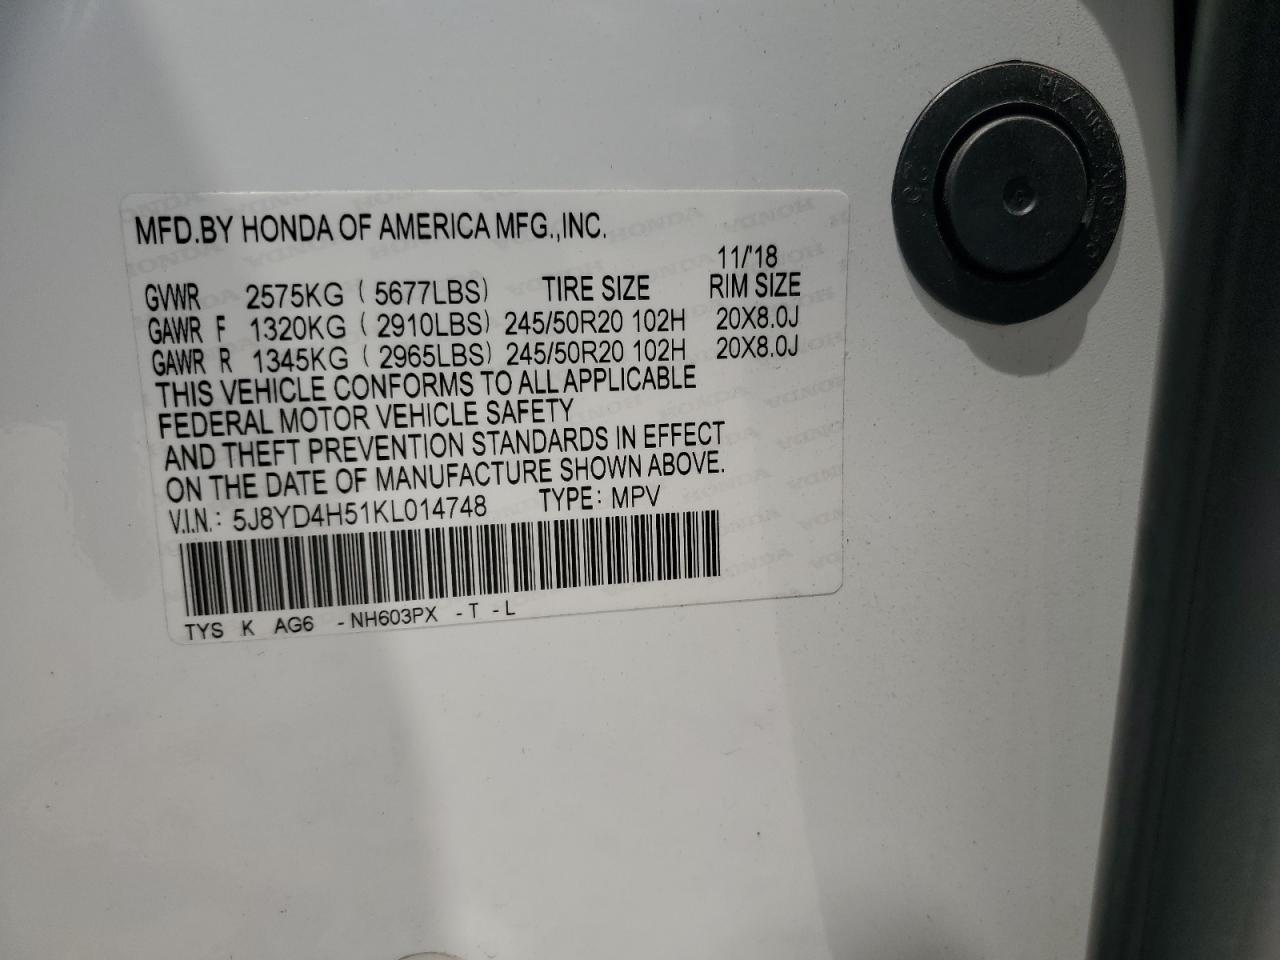 MFD.BY HONDA OF AMERICA MFG.,INC.
11/'18
GVWR 2575KG ( 5677LBS) TIRE SIZE RIM SIZE
GAWR F 1320KG ( 2910LBS) 245/50R20 102H 20X8.0J
GAWR R 1345KG ( 2965LBS) 245/50R20 102H 20X8.0J
THIS VEHICLE CONFORMS TO ALL APPLICABLE
FEDERAL MOTOR VEHICLE SAFETY
AND THEFT PREVENTION STANDARDS IN EFFECT
ON THE DATE OF MANUFACTURE SHOWN ABOVE.
V.I.N.: 5J8YD4H51KL014748 TYPE: MPV
TYS K AG6 -NH603PX -T -L